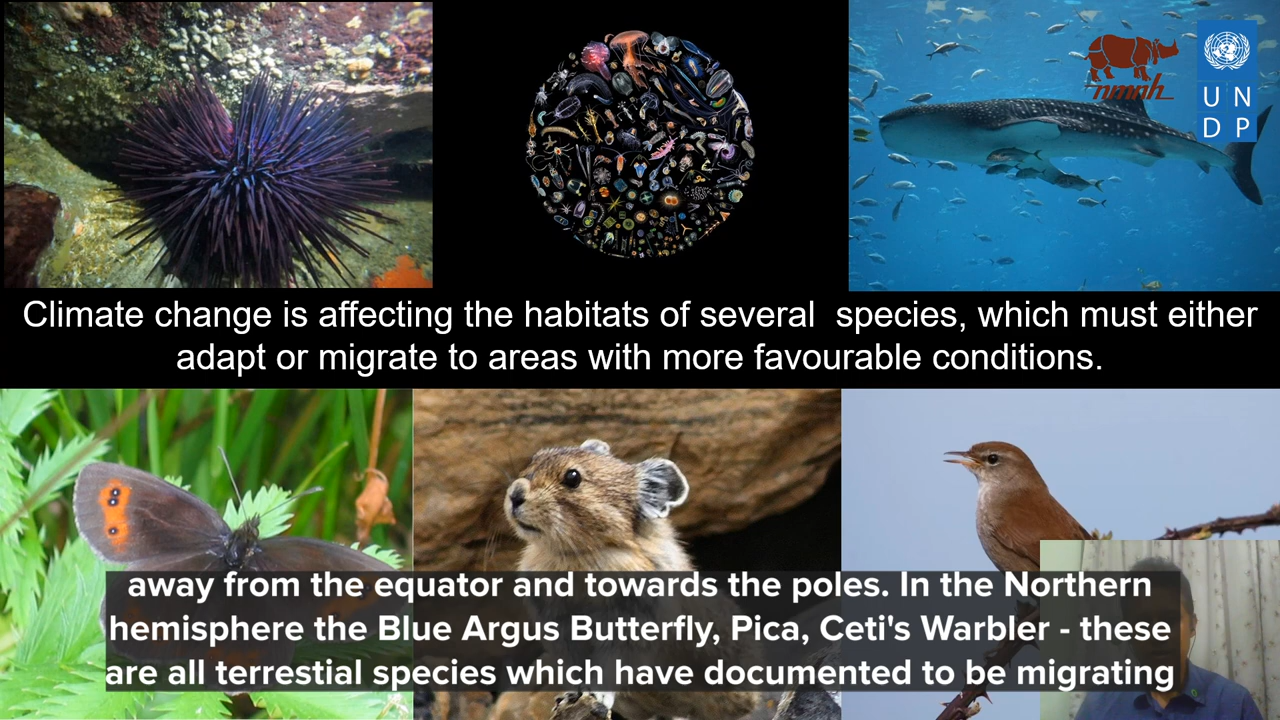 nmnh
U N
D P
Climate change is affecting the habitats of several  species, which must either
adapt or migrate to areas with more favourable conditions.
away from the equator and towards the poles. In the Northern
hemisphere the Blue Argus Butterfly, Pica, Ceti's Warbler - these
are all terrestial species which have documented to be migrating